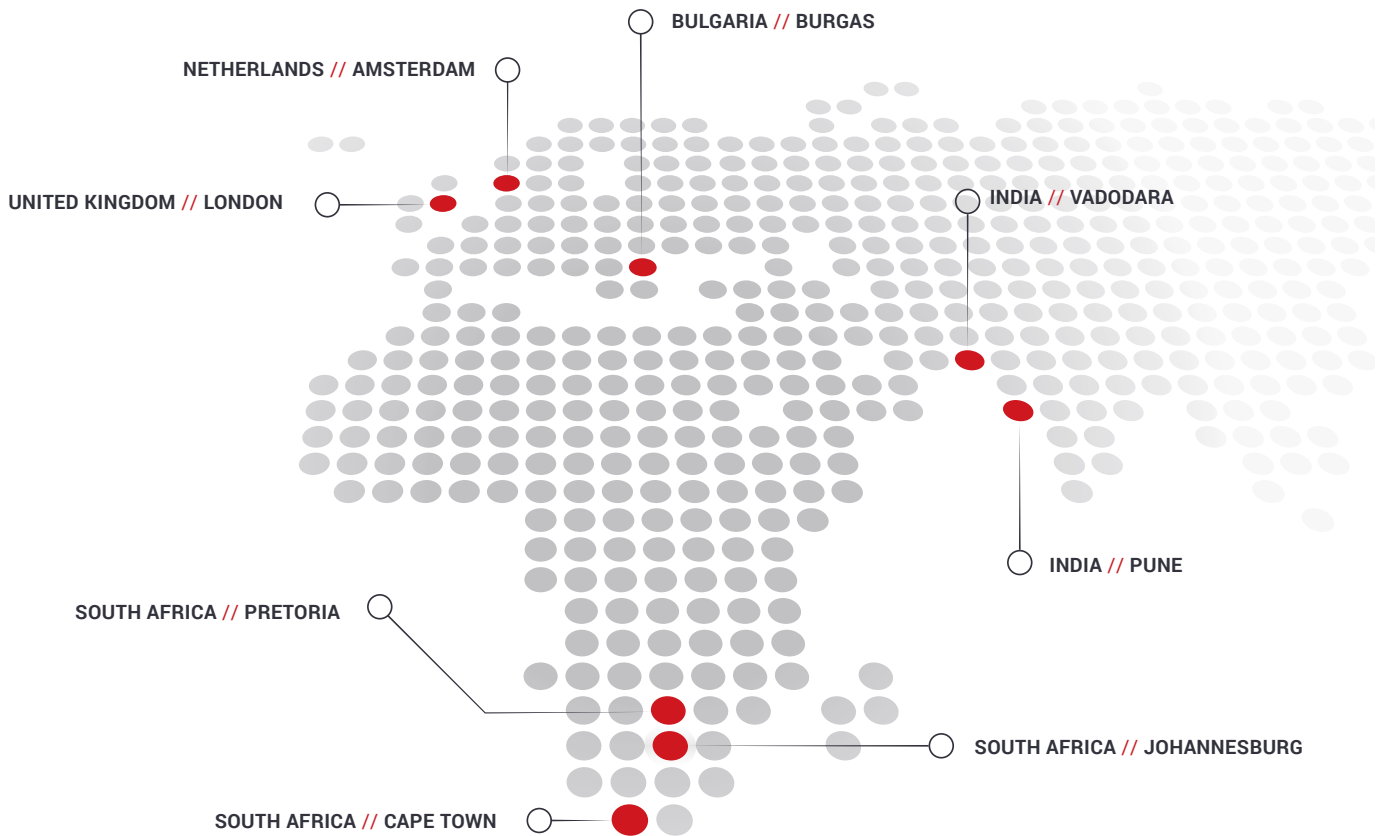 BULGARIA // BURGAS
NETHERLANDS // AMSTERDAM
UNITED KINGDOM // LONDON
INDIA // VADODARA
INDIA // PUNE
SOUTH AFRICA // PRETORIA
SOUTH AFRICA // JOHANNESBURG
SOUTH AFRICA // CAPE TOWN